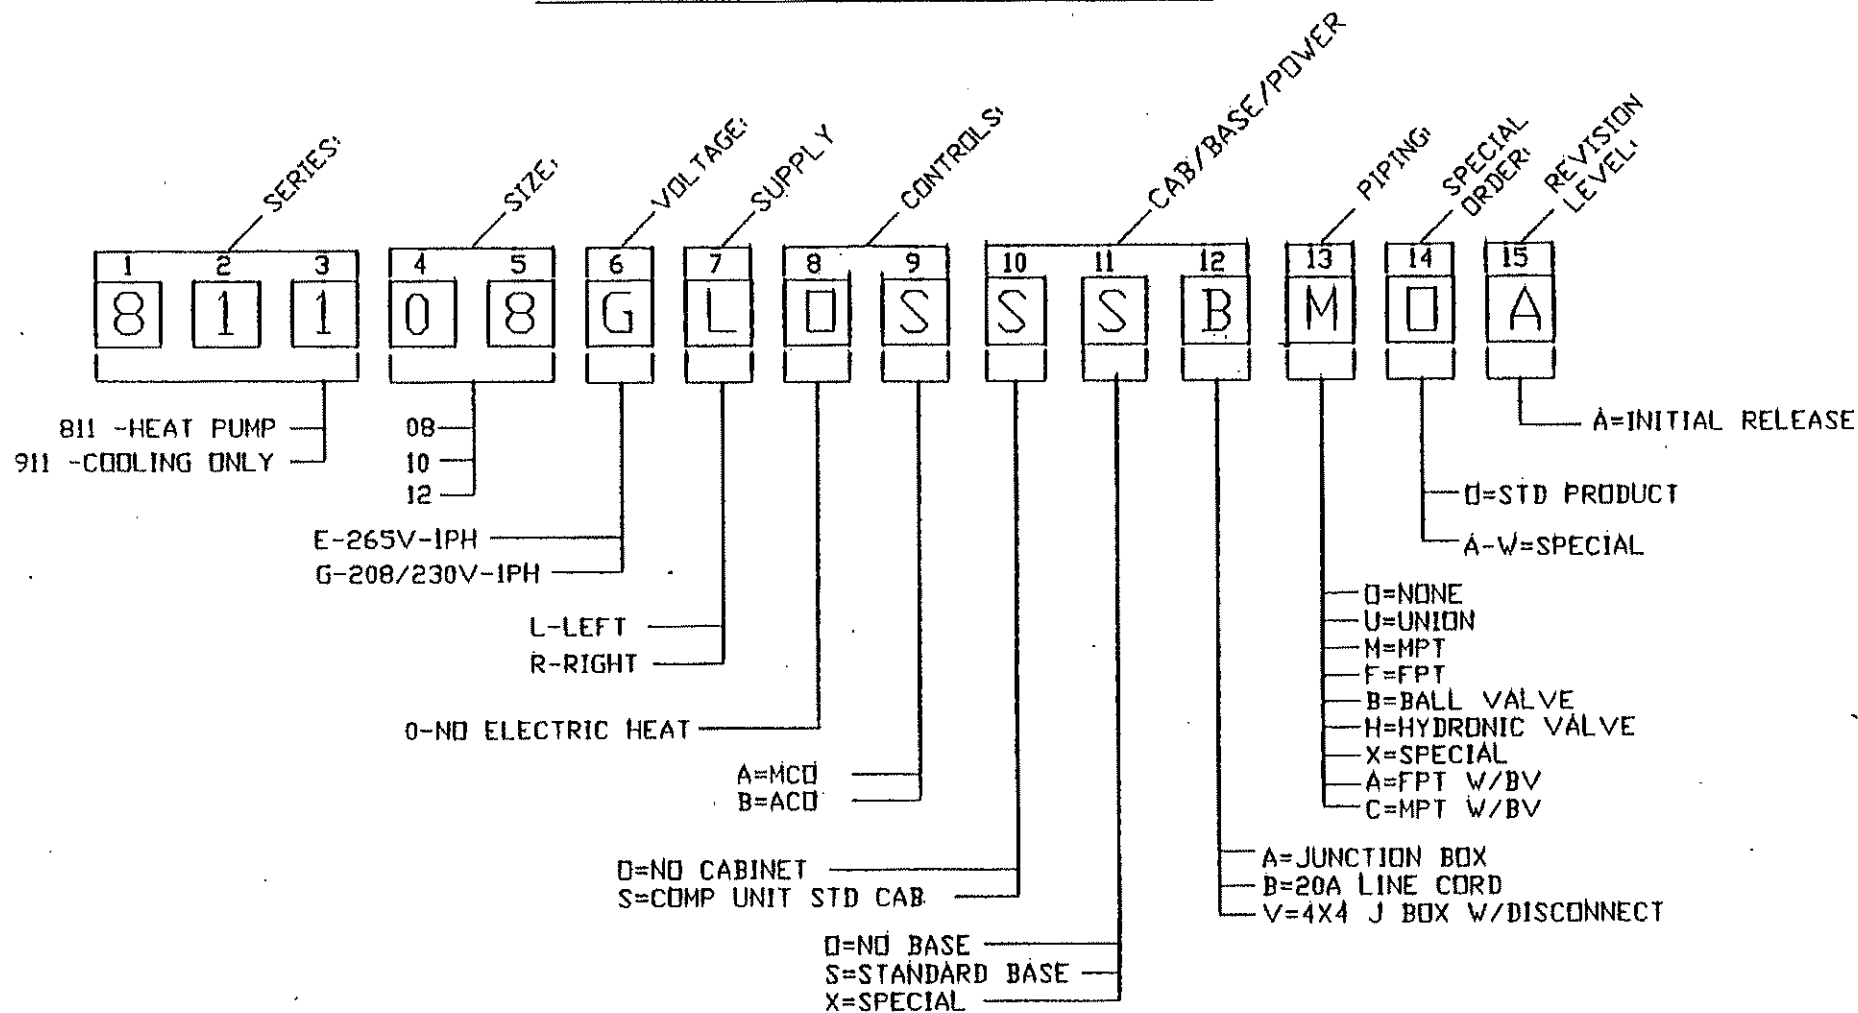 SERIES:
SIZE:
VOLTAGE:
SUPPLY
CONTROLS:
CAB/BASE/POWER
PIPING:
SPECIAL
ORDER:
REVISION
LEVEL:
1 2 3 4 5 6 7 8 9 10 11 12 13 14 15
8 1 1 0 8 G L 0 S S S B M 0 A
811 -HEAT PUMP
911 -COOLING ONLY
08
10
12
E-265V-1PH
G-208/230V-1PH
L-LEFT
R-RIGHT
0-NO ELECTRIC HEAT
A=MCO
B=ACO
0=NO CABINET
S=COMP UNIT STD CAB
0=NO BASE
S=STANDARD BASE
X=SPECIAL
A=JUNCTION BOX
B=20A LINE CORD
V=4X4 J BOX W/DISCONNECT
0=NONE
U=UNION
M=MPT
F=FPT
B=BALL VALVE
H=HYDRONIC VALVE
X=SPECIAL
A=FPT W/BV
C=MPT W/BV
0=STD PRODUCT
A-W=SPECIAL
A=INITIAL RELEASE